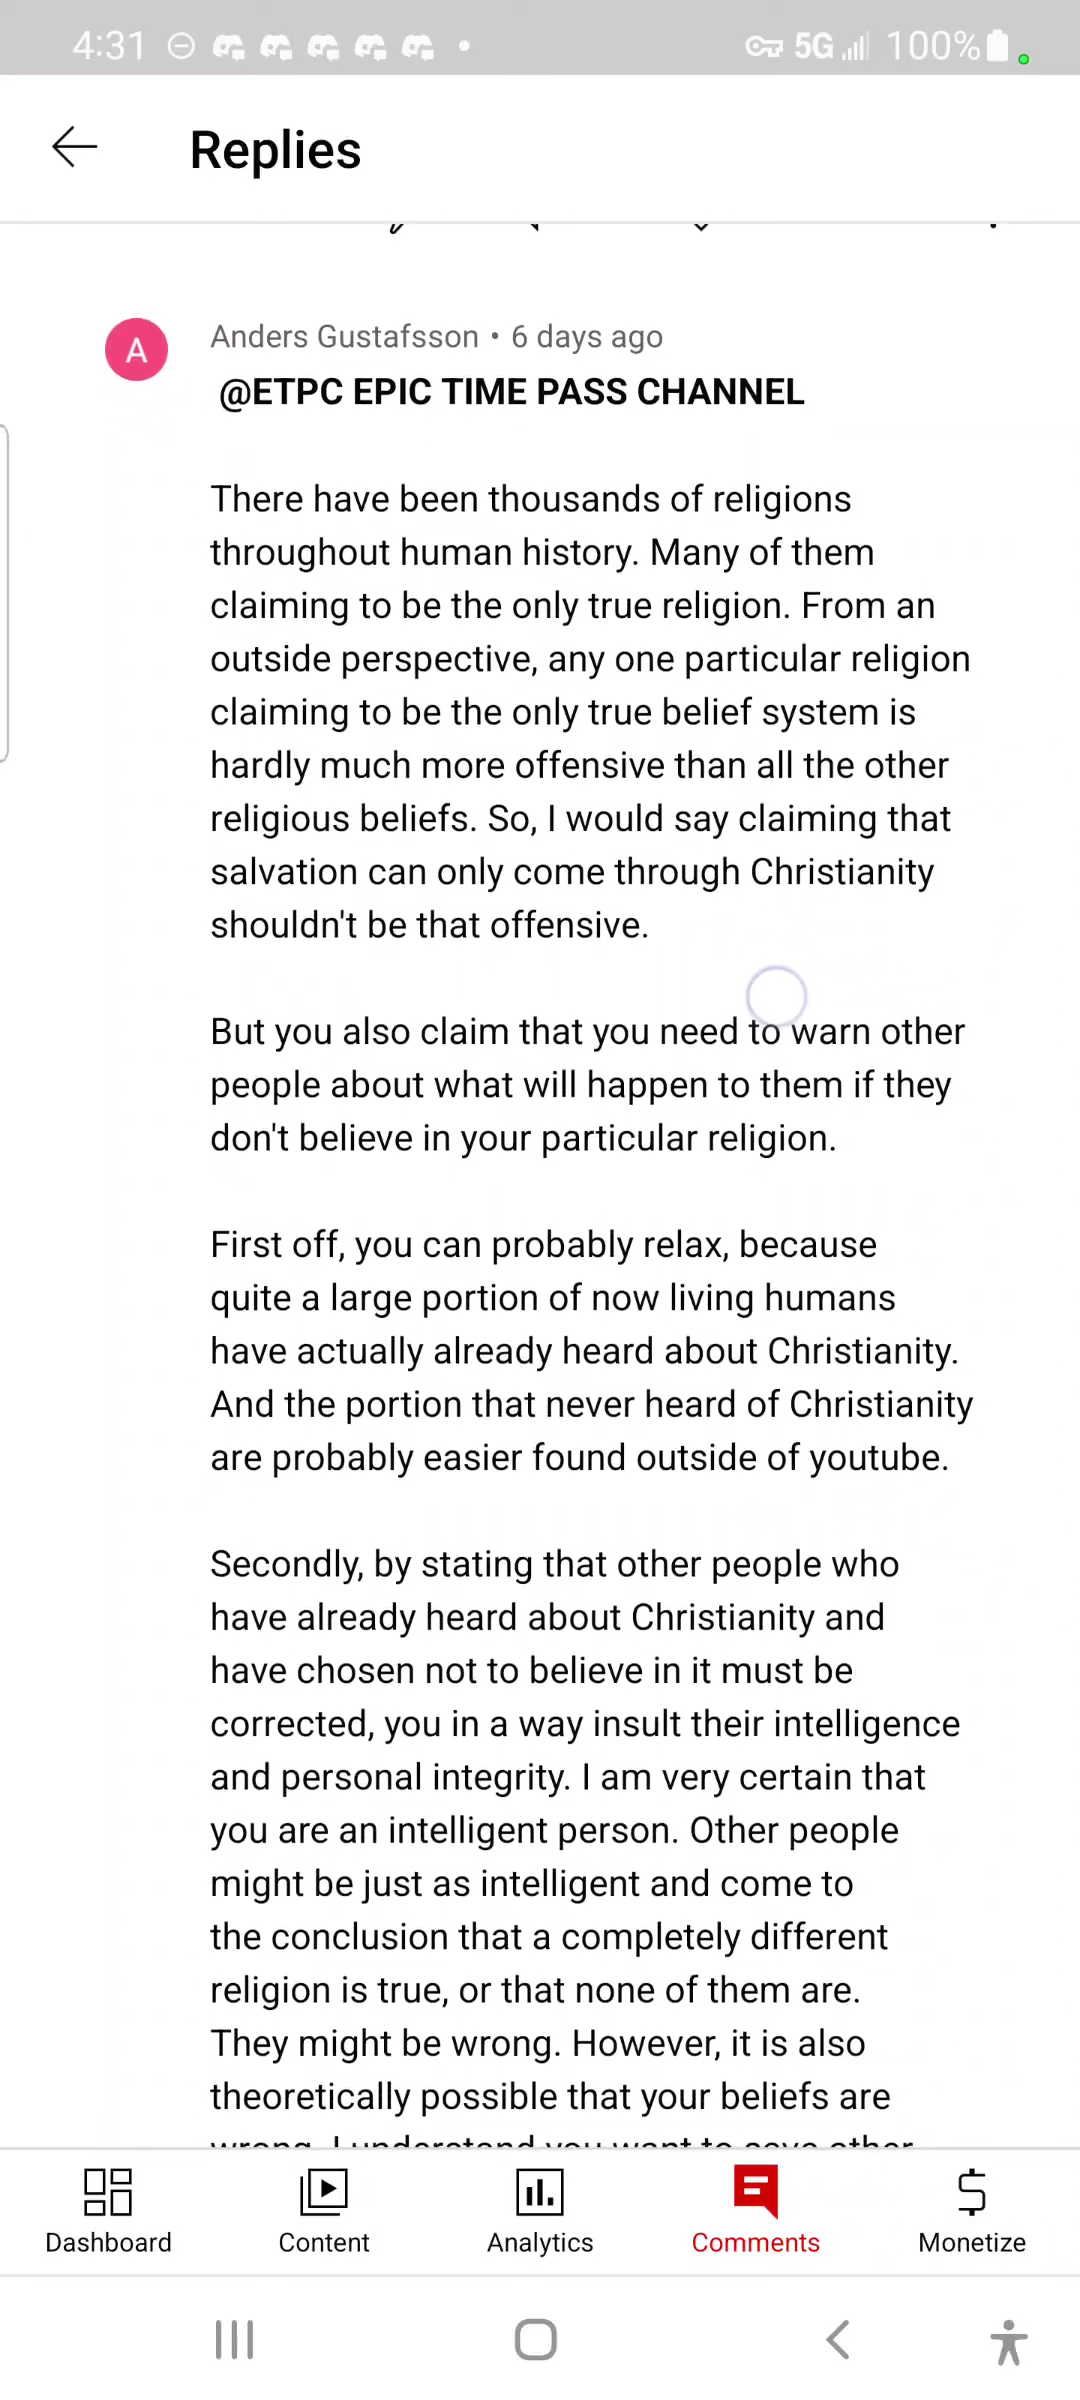 4:31
5G
100%
Replies
Anders Gustafsson • 6 days ago
@ETPC EPIC TIME PASS CHANNEL
There have been thousands of religions
throughout human history. Many of them
claiming to be the only true religion. From an
outside perspective, any one particular religion
claiming to be the only true belief system is
hardly much more offensive than all the other
religious beliefs. So, I would say claiming that
salvation can only come through Christianity
shouldn't be that offensive.
But you also claim that you need to warn other
people about what will happen to them if they
don't believe in your particular religion.
First off, you can probably relax, because
quite a large portion of now living humans
have actually already heard about Christianity.
And the portion that never heard of Christianity
are probably easier found outside of youtube.
Secondly, by stating that other people who
have already heard about Christianity and
have chosen not to believe in it must be
corrected, you in a way insult their intelligence
and personal integrity. I am very certain that
you are an intelligent person. Other people
might be just as intelligent and come to
the conclusion that a completely different
religion is true, or that none of them are.
They might be wrong. However, it is also
theoretically possible that your beliefs are
wrong. I understand you want to save other
Dashboard
Content
Analytics
Comments
Monetize